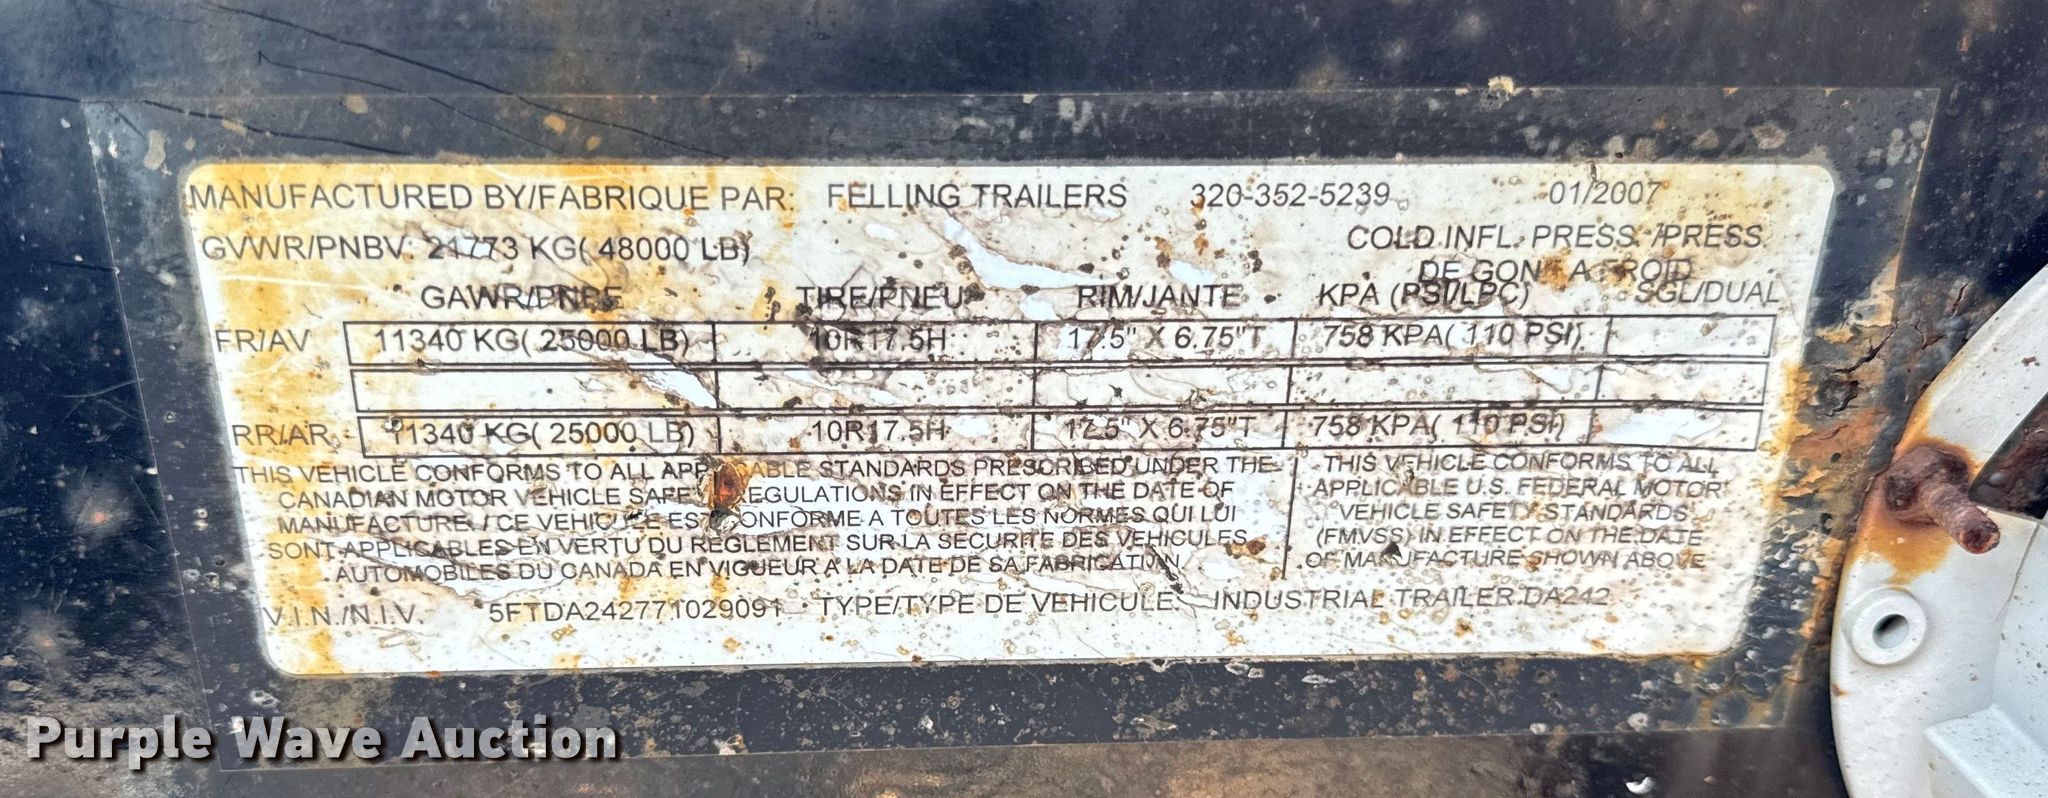 MANUFACTURED BY/FABRIQUE PAR: FELLING TRAILERS 320-352-5239 01/2007
GVWR/PNBV: 21773 KG( 48000 LB)
COLD INFL. PRESS. /PRESS.
DE GONF. A FROID
GAWR/PNBE TIRE/PNEU RIM/JANTE KPA (PSI/LPC) SGL/DUAL
FR/AV 11340 KG( 25000 LB) 10R17.5H 17.5" X 6.75"T 758 KPA( 110 PSI)
RR/AR 11340 KG( 25000 LB) 10R17.5H 17.5" X 6.75"T 758 KPA( 110 PSI)
THIS VEHICLE CONFORMS TO ALL APPLICABLE STANDARDS PRESCRIBED UNDER THE
CANADIAN MOTOR VEHICLE SAFETY REGULATIONS IN EFFECT ON THE DATE OF
MANUFACTURE. / CE VEHICULE EST CONFORME A TOUTES LES NORMES QUI LUI
SONT APPLICABLES EN VERTU DU REGLEMENT SUR LA SECURITE DES VEHICULES
AUTOMOBILES DU CANADA EN VIGUEUR A LA DATE DE SA FABRICATION.
THIS VEHICLE CONFORMS TO ALL
APPLICABLE U.S. FEDERAL MOTOR
VEHICLE SAFETY STANDARDS
(FMVSS) IN EFFECT ON THE DATE
OF MANUFACTURE SHOWN ABOVE
V.I.N./N.I.V. 5FTDA242771029091 TYPE/TYPE DE VEHICULE: INDUSTRIAL TRAILER DA242
Purple Wave Auction